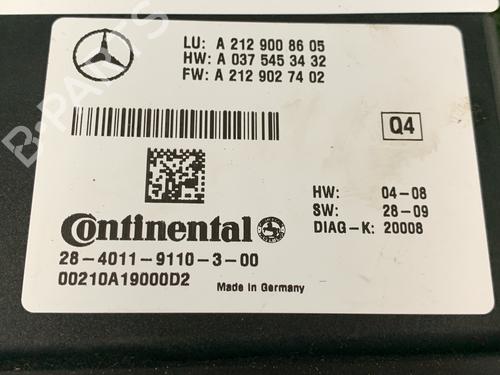 LU: A 212 900 86 05
HW: A 037 545 34 32
FW: A 212 902 74 02
Q4
Continental
HW: 04-08
SW: 28-09
DIAG-K: 20008
28-4011-9110-3-00
00210A19000D2
Made in Germany
B-PARTS